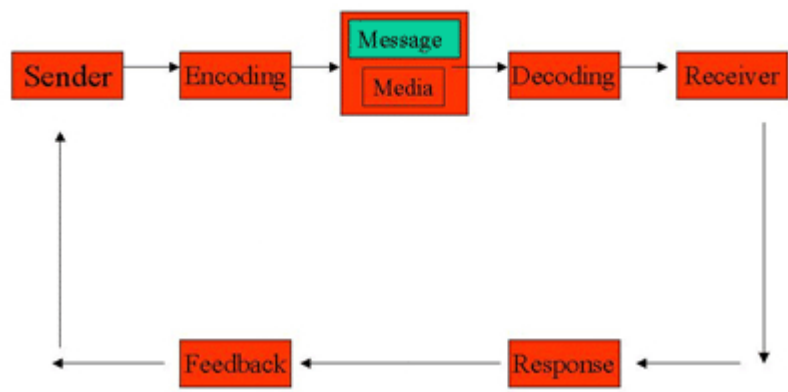 Sender
Encoding
Message
Media
Decoding
Receiver
Feedback
Response